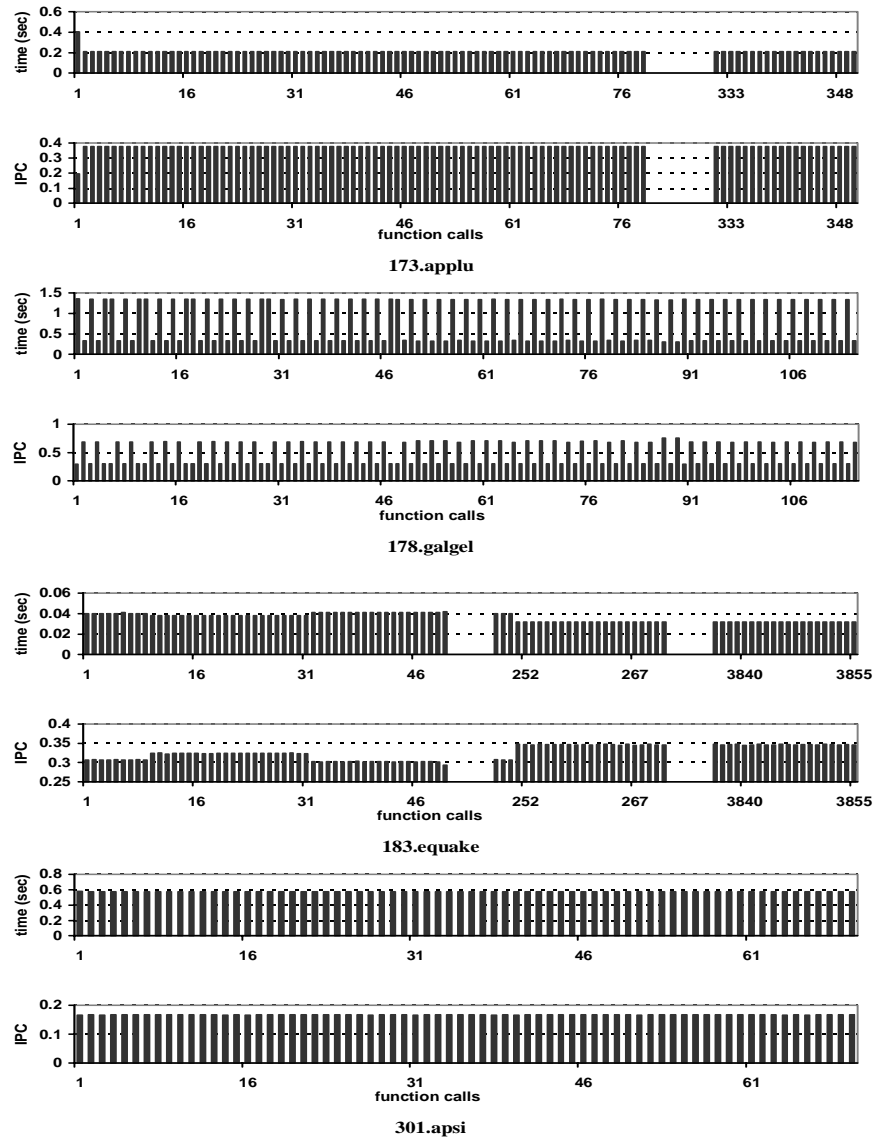 time (sec)
0.6
0.4
0.2
0
1 16 31 46 61 76 333 348
IPC
0.4
0.3
0.2
0.1
0
1 16 31 46 61 76 333 348
function calls
173.applu
time (sec)
1.5
1
0.5
0
1 16 31 46 61 76 91 106
IPC
1
0.5
0
1 16 31 46 61 76 91 106
function calls
178.galgel
time (sec)
0.06
0.04
0.02
0
1 16 31 46 252 267 3840 3855
IPC
0.4
0.35
0.3
0.25
1 16 31 46 252 267 3840 3855
function calls
183.equake
time (sec)
0.8
0.6
0.4
0.2
0
1 16 31 46 61
IPC
0.2
0.1
0
1 16 31 46 61
function calls
301.apsi